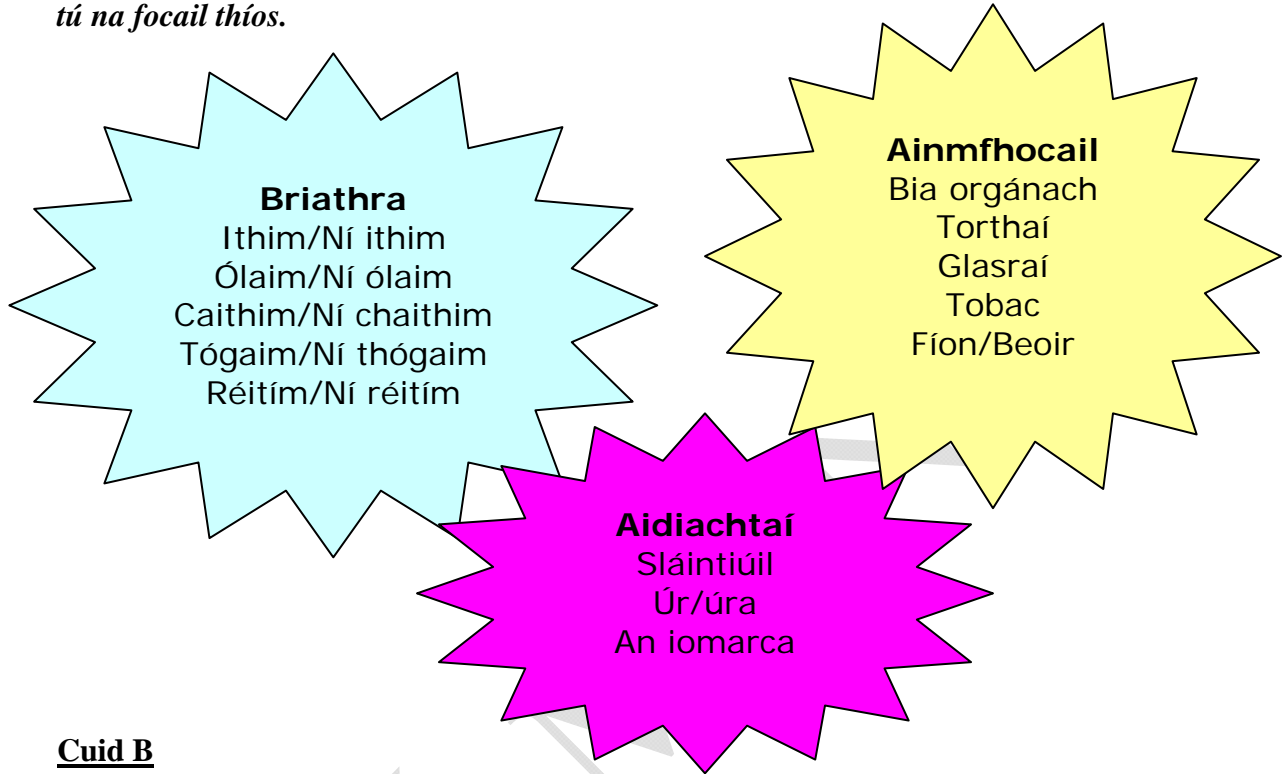 tú na focail thíos.
Briathra
Ithim/Ní ithim
Ólaim/Ní ólaim
Caithim/Ní chaithim
Tógaim/Ní thógaim
Réitím/Ní réitím
Ainmfhocail
Bia orgánach
Torthaí
Glasraí
Tobac
Fíon/Beoir
Aidiachtaí
Sláintiúil
Úr/úra
An iomarca
Cuid B